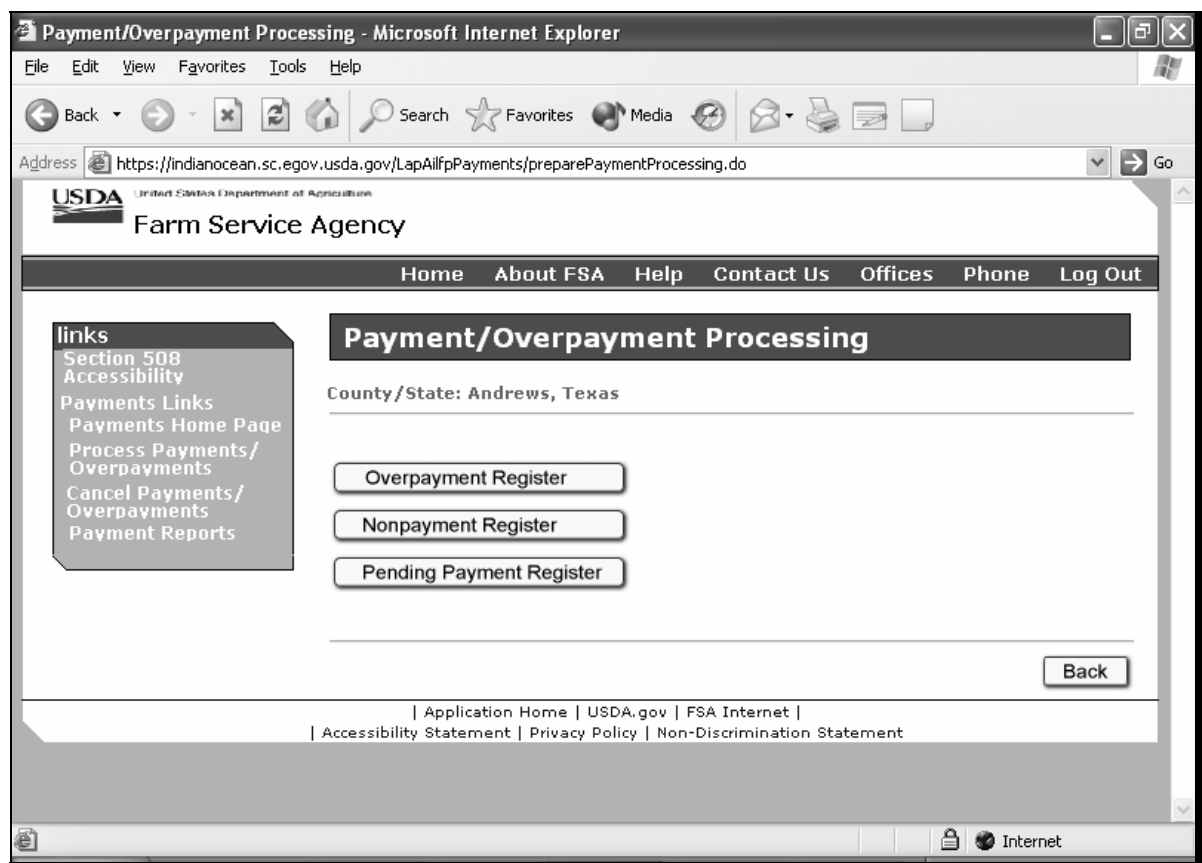 Payment/Overpayment Processing - Microsoft Internet Explorer
File Edit View Favorites Tools Help
Back Search Favorites Media
Address https://indianocean.sc.egov.usda.gov/LapAilfpPayments/preparePaymentProcessing.do Go
USDA United States Department of Agriculture
Farm Service Agency
Home About FSA Help Contact Us Offices Phone Log Out
links
Section 508
Accessibility
Payments Links
Payments Home Page
Process Payments/
Overpayments
Cancel Payments/
Overpayments
Payment Reports
Payment/Overpayment Processing
County/State: Andrews, Texas
Overpayment Register
Nonpayment Register
Pending Payment Register
Back
| Application Home | USDA.gov | FSA Internet |
| Accessibility Statement | Privacy Policy | Non-Discrimination Statement
Internet